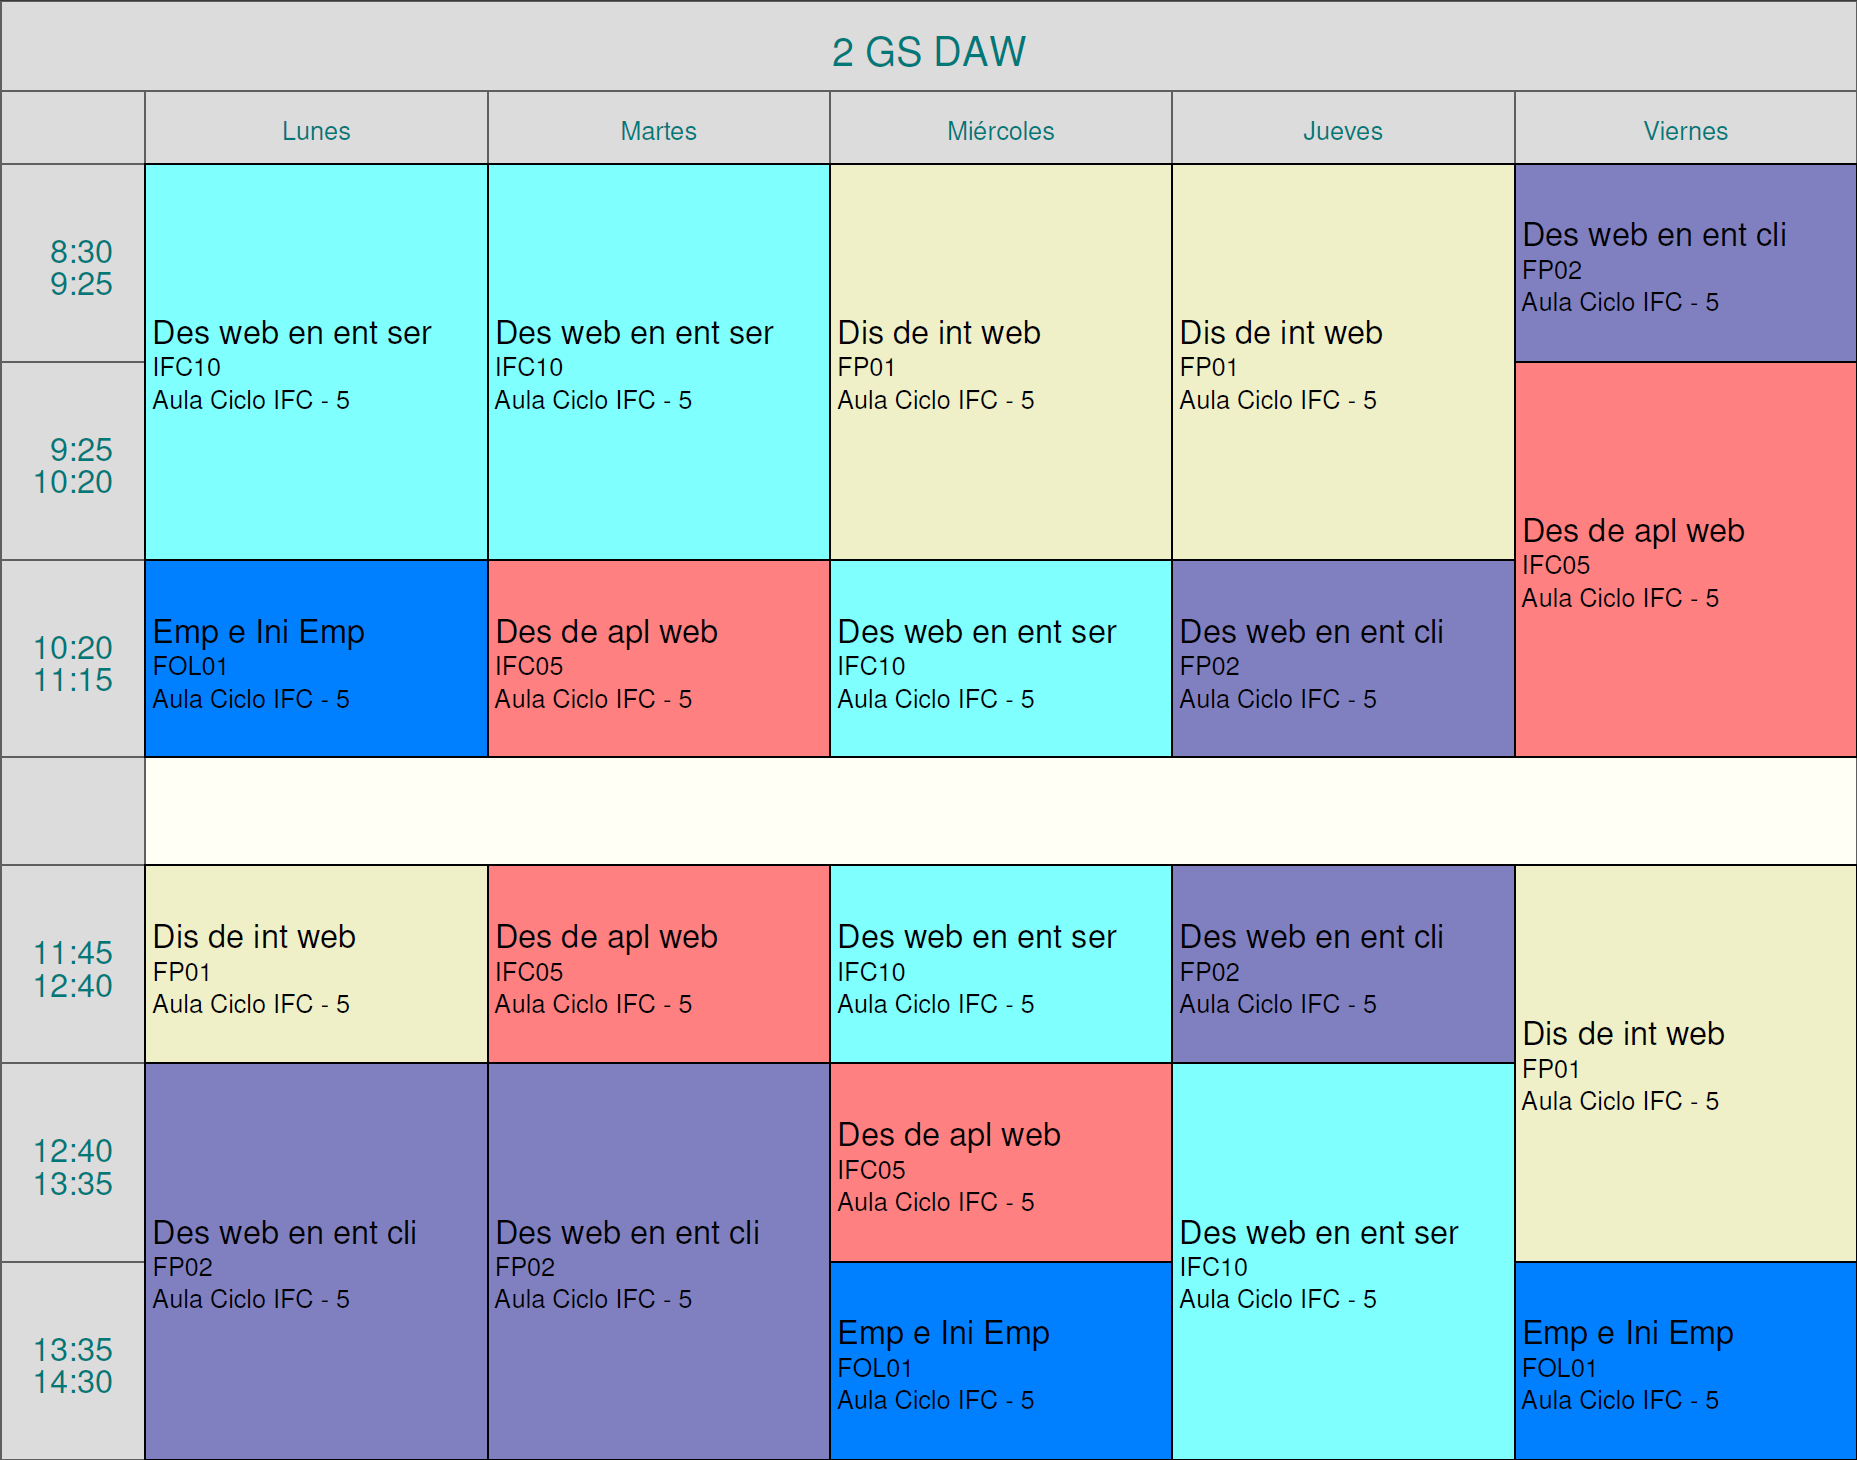 2 GS DAW
Lunes
Martes
Miércoles
Jueves
Viernes
8:30
9:25
Des web en ent ser
IFC10
Aula Ciclo IFC - 5
Des web en ent ser
IFC10
Aula Ciclo IFC - 5
Dis de int web
FP01
Aula Ciclo IFC - 5
Dis de int web
FP01
Aula Ciclo IFC - 5
Des web en ent cli
FP02
Aula Ciclo IFC - 5
9:25
10:20
Des de apl web
IFC05
Aula Ciclo IFC - 5
10:20
11:15
Emp e Ini Emp
FOL01
Aula Ciclo IFC - 5
Des de apl web
IFC05
Aula Ciclo IFC - 5
Des web en ent ser
IFC10
Aula Ciclo IFC - 5
Des web en ent cli
FP02
Aula Ciclo IFC - 5
11:45
12:40
Dis de int web
FP01
Aula Ciclo IFC - 5
Des de apl web
IFC05
Aula Ciclo IFC - 5
Des web en ent ser
IFC10
Aula Ciclo IFC - 5
Des web en ent cli
FP02
Aula Ciclo IFC - 5
Dis de int web
FP01
Aula Ciclo IFC - 5
12:40
13:35
Des web en ent cli
FP02
Aula Ciclo IFC - 5
Des web en ent cli
FP02
Aula Ciclo IFC - 5
Des de apl web
IFC05
Aula Ciclo IFC - 5
Des web en ent ser
IFC10
Aula Ciclo IFC - 5
13:35
14:30
Emp e Ini Emp
FOL01
Aula Ciclo IFC - 5
Emp e Ini Emp
FOL01
Aula Ciclo IFC - 5